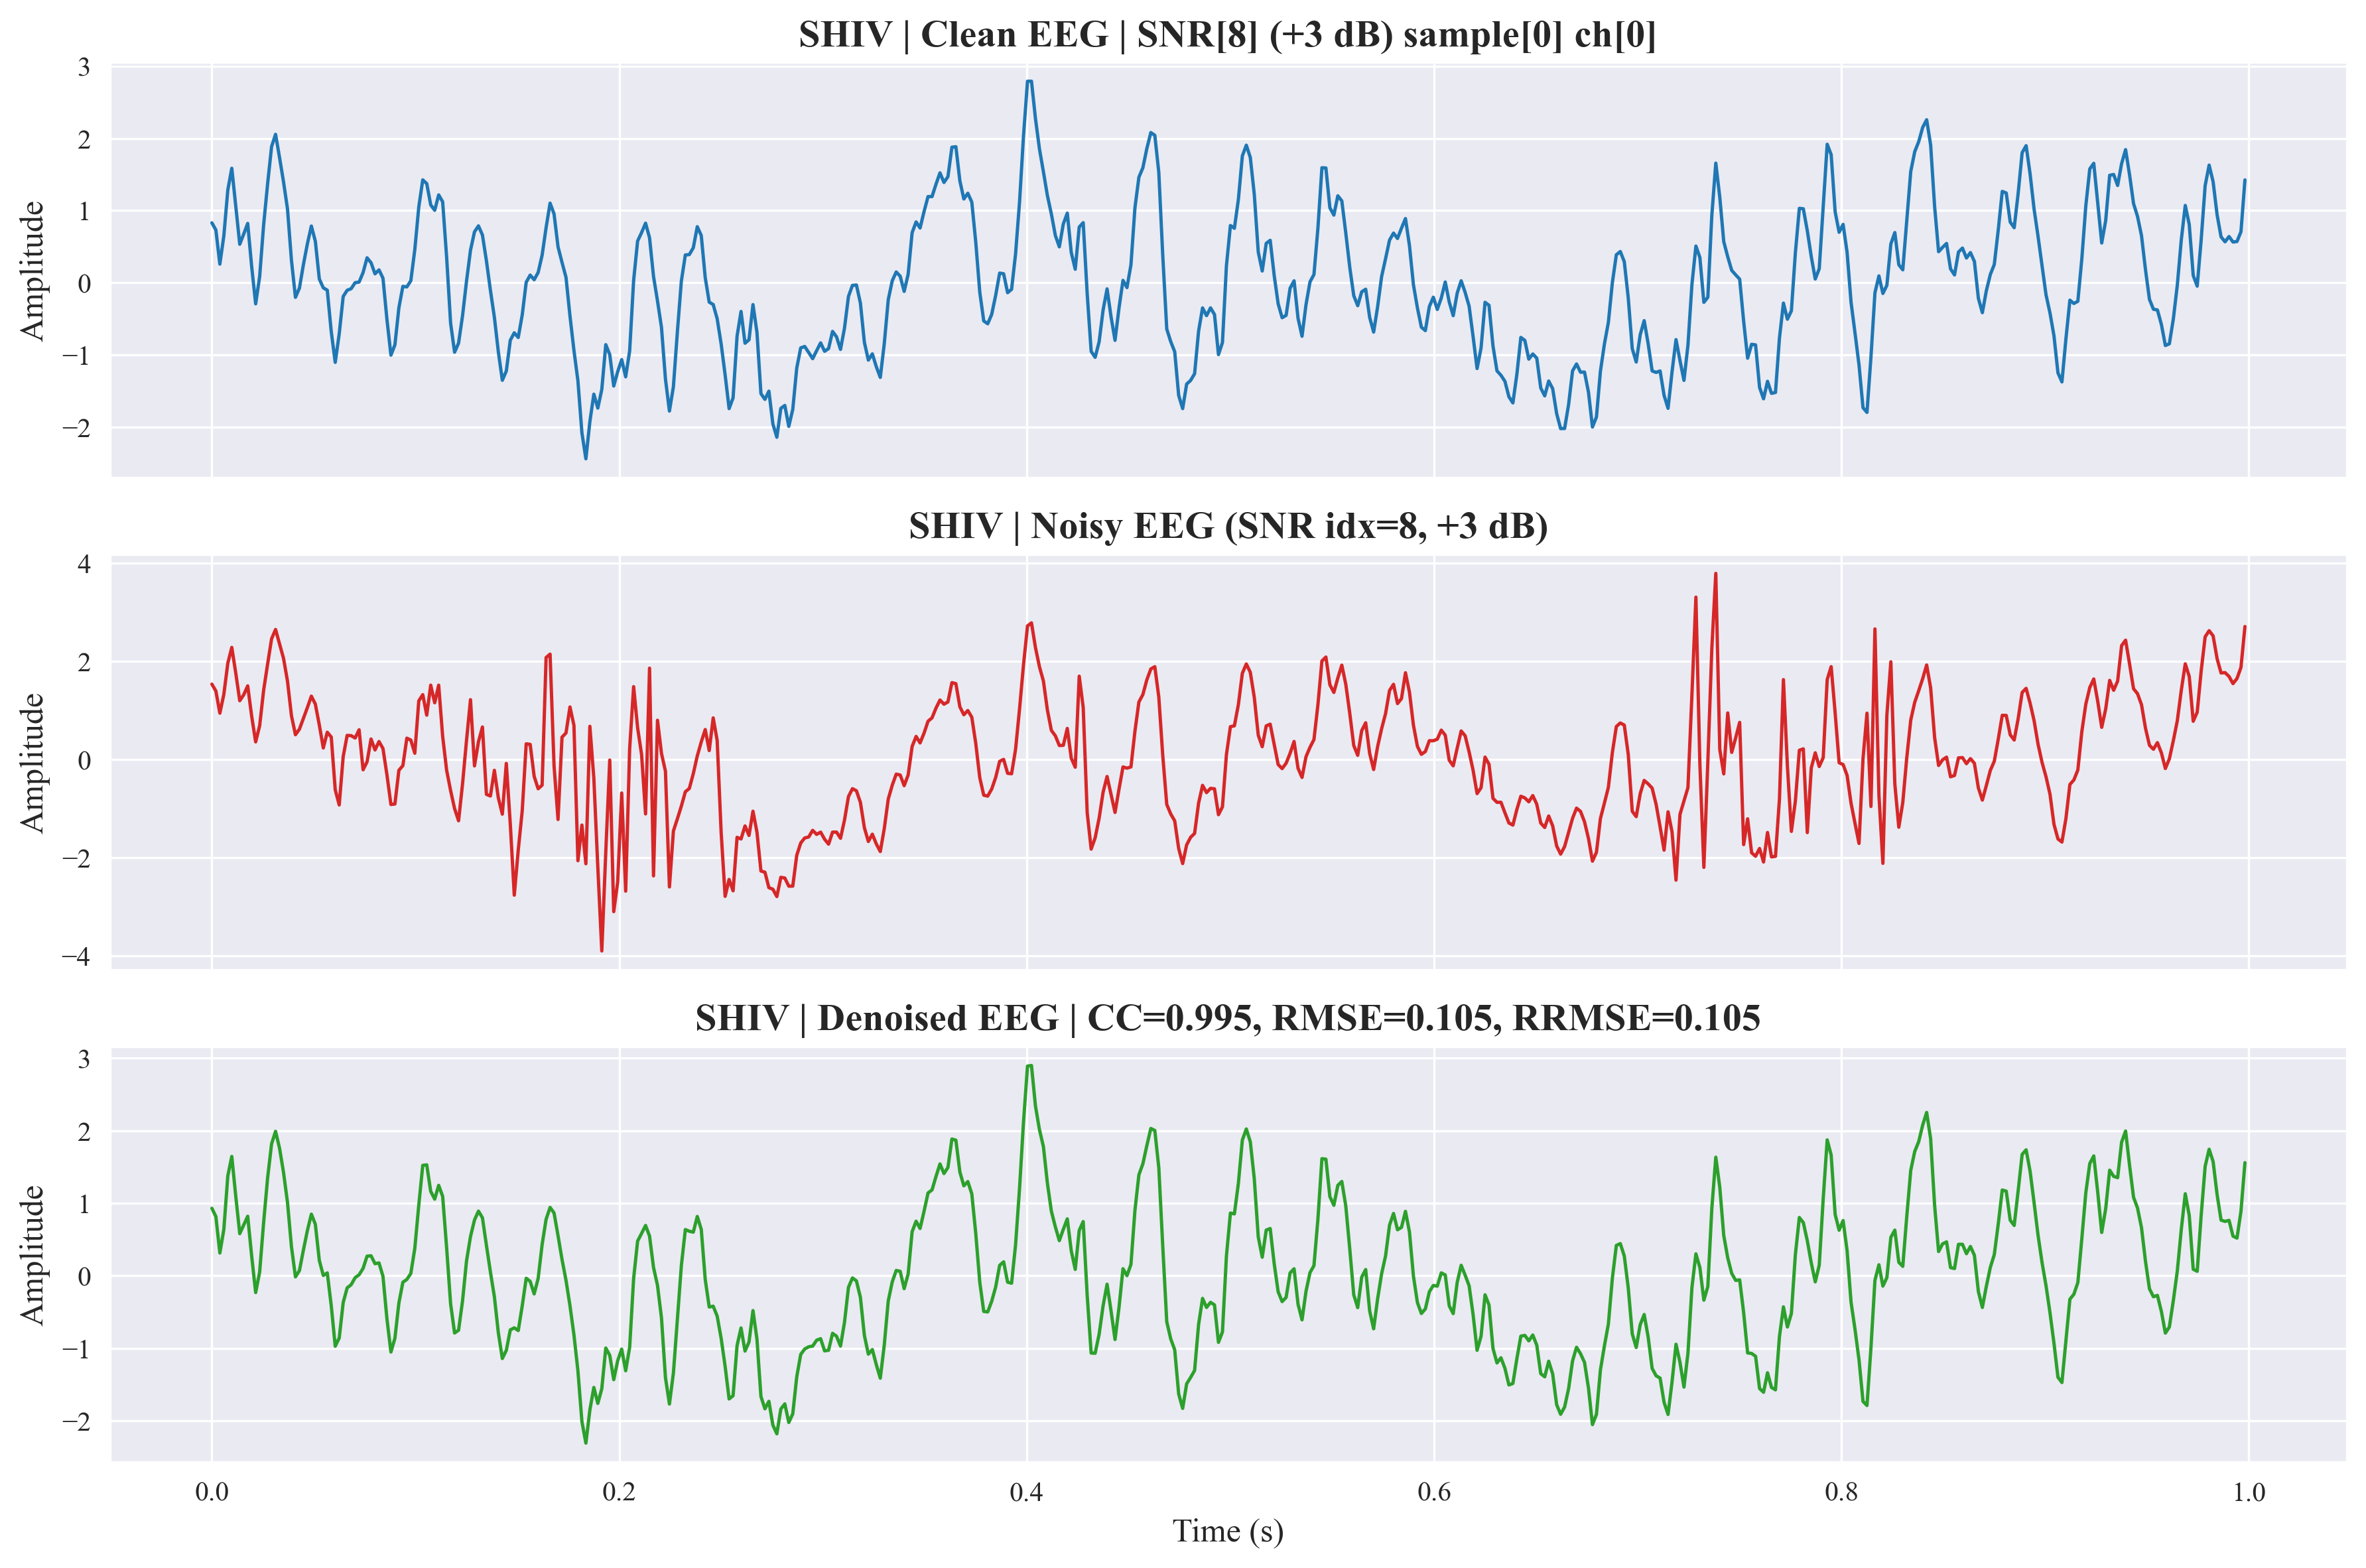 SHIV | Clean EEG | SNR[8] (+3 dB) sample[0] ch[0]
3
2
1
0
−1
−2
Amplitude
SHIV | Noisy EEG (SNR idx=8, +3 dB)
4
2
0
−2
−4
Amplitude
SHIV | Denoised EEG | CC=0.995, RMSE=0.105, RRMSE=0.105
3
2
1
0
−1
−2
Amplitude
0.0 0.2 0.4 0.6 0.8 1.0
Time (s)